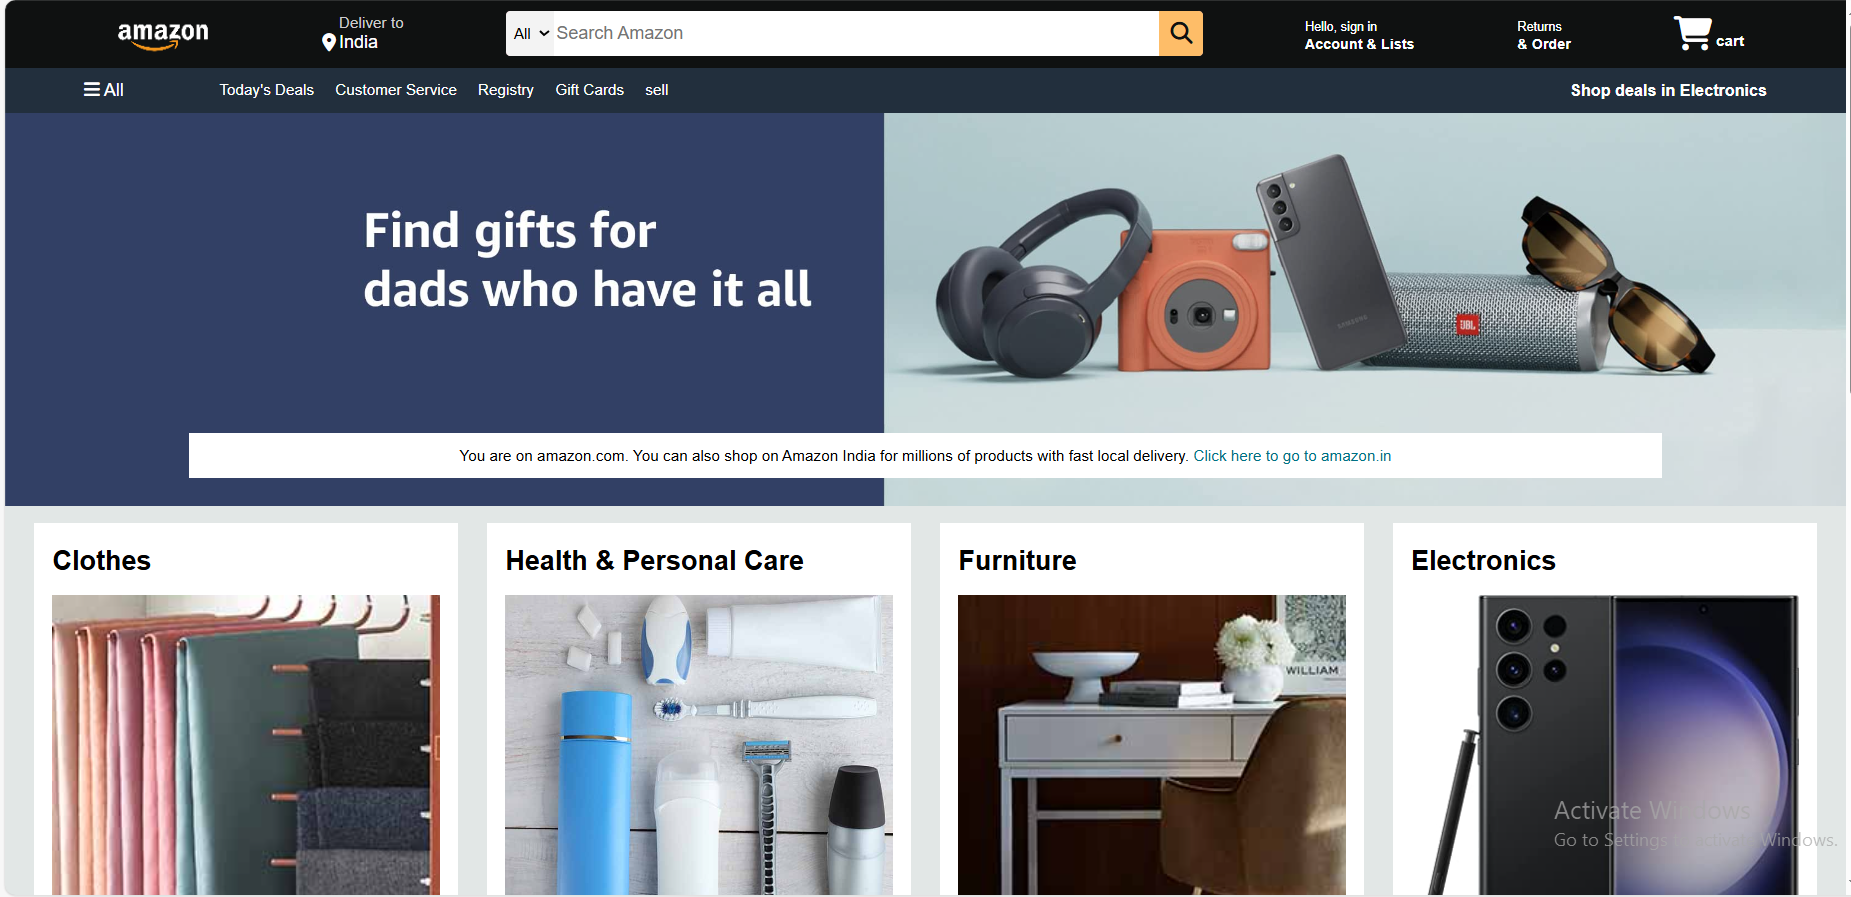 amazon
Deliver to
India
All
Search Amazon
Hello, sign in
Account & Lists
Returns
& Order
cart
All
Today's Deals
Customer Service
Registry
Gift Cards
sell
Shop deals in Electronics
Find gifts for
dads who have it all
SAMSUNG
JBL
You are on amazon.com. You can also shop on Amazon India for millions of products with fast local delivery. Click here to go to amazon.in
Clothes
Health & Personal Care
Furniture
Electronics
WILLIAM
Activate Windows
Go to Settings to activate Windows.